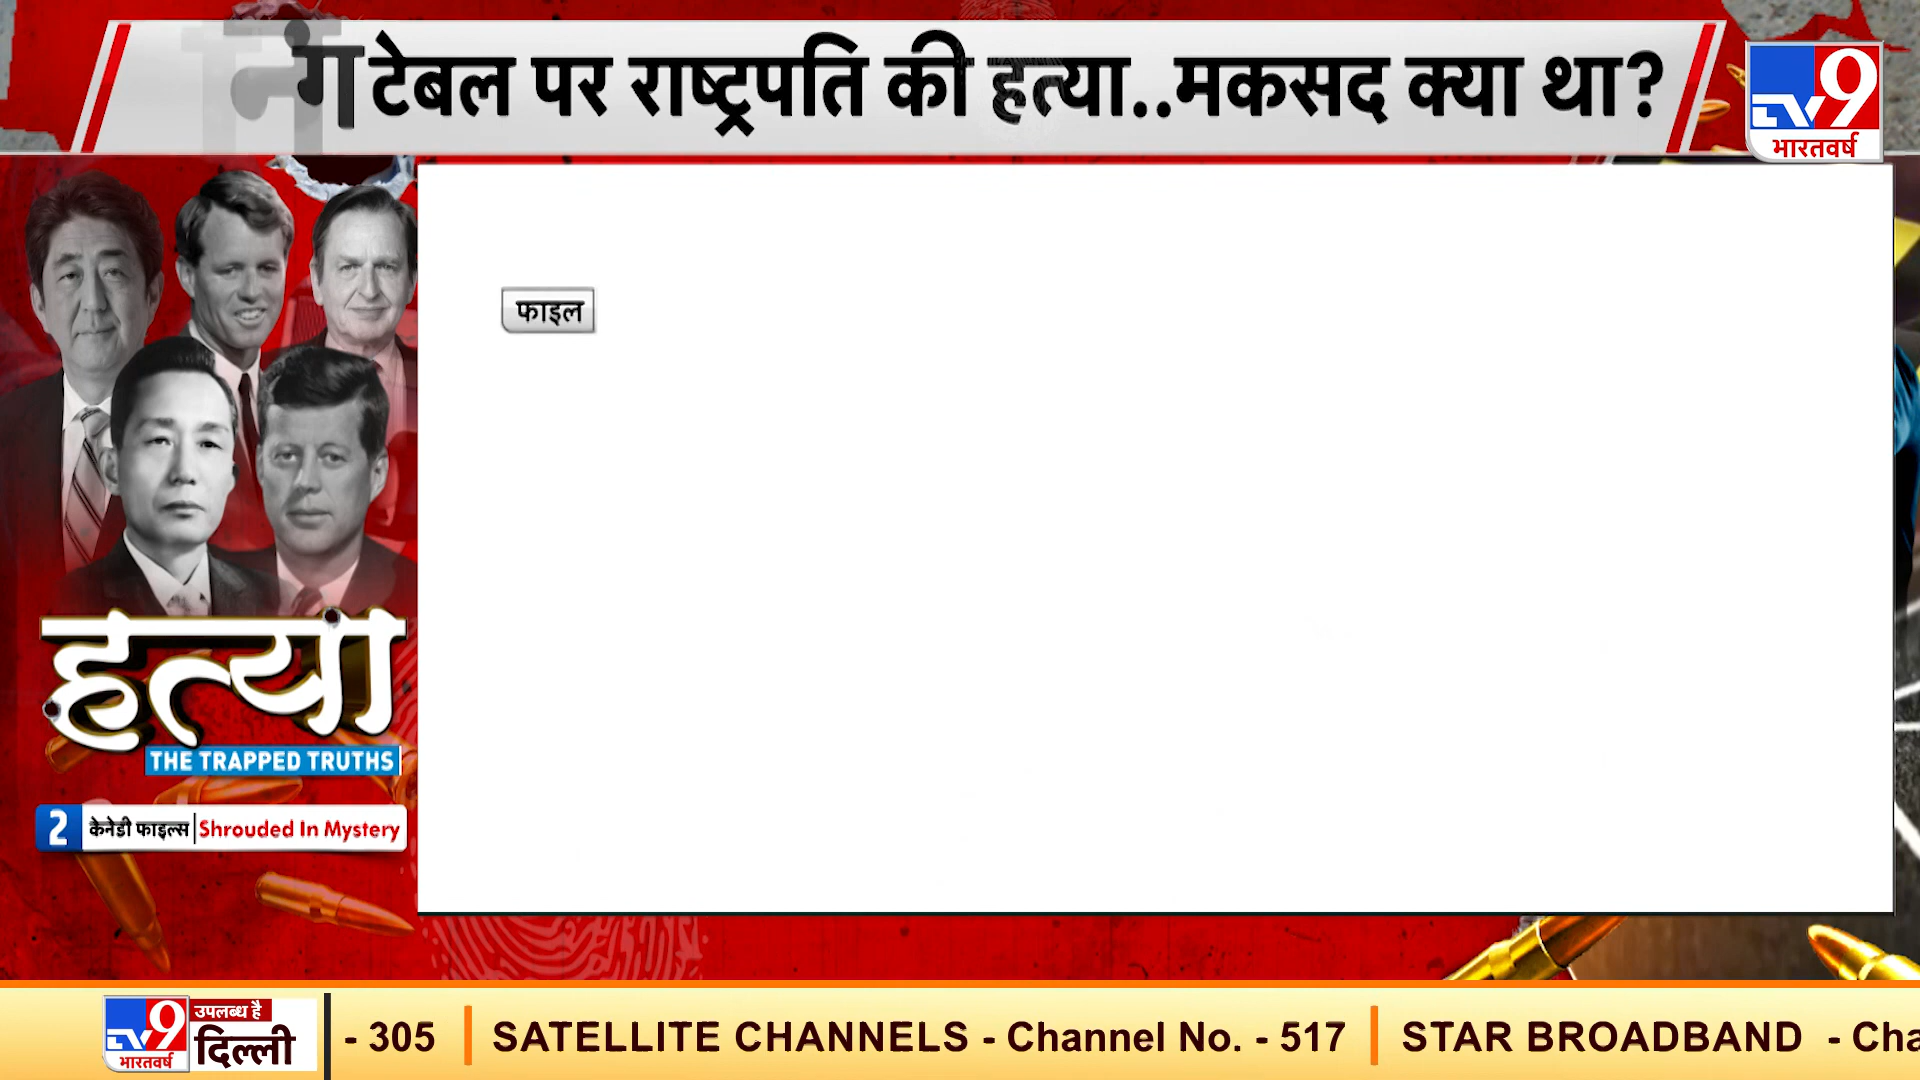 टेबल पर राष्ट्रपति की हत्या..मकसद क्या था?
TV9
भारतवर्ष
फाइल
हत्या
THE TRAPPED TRUTHS
2 केनेडी फाइल्स Shrouded In Mystery
TV9 भारतवर्ष
उपलब्ध है
दिल्ली
- 305 SATELLITE CHANNELS - Channel No. - 517 STAR BROADBAND - Cha